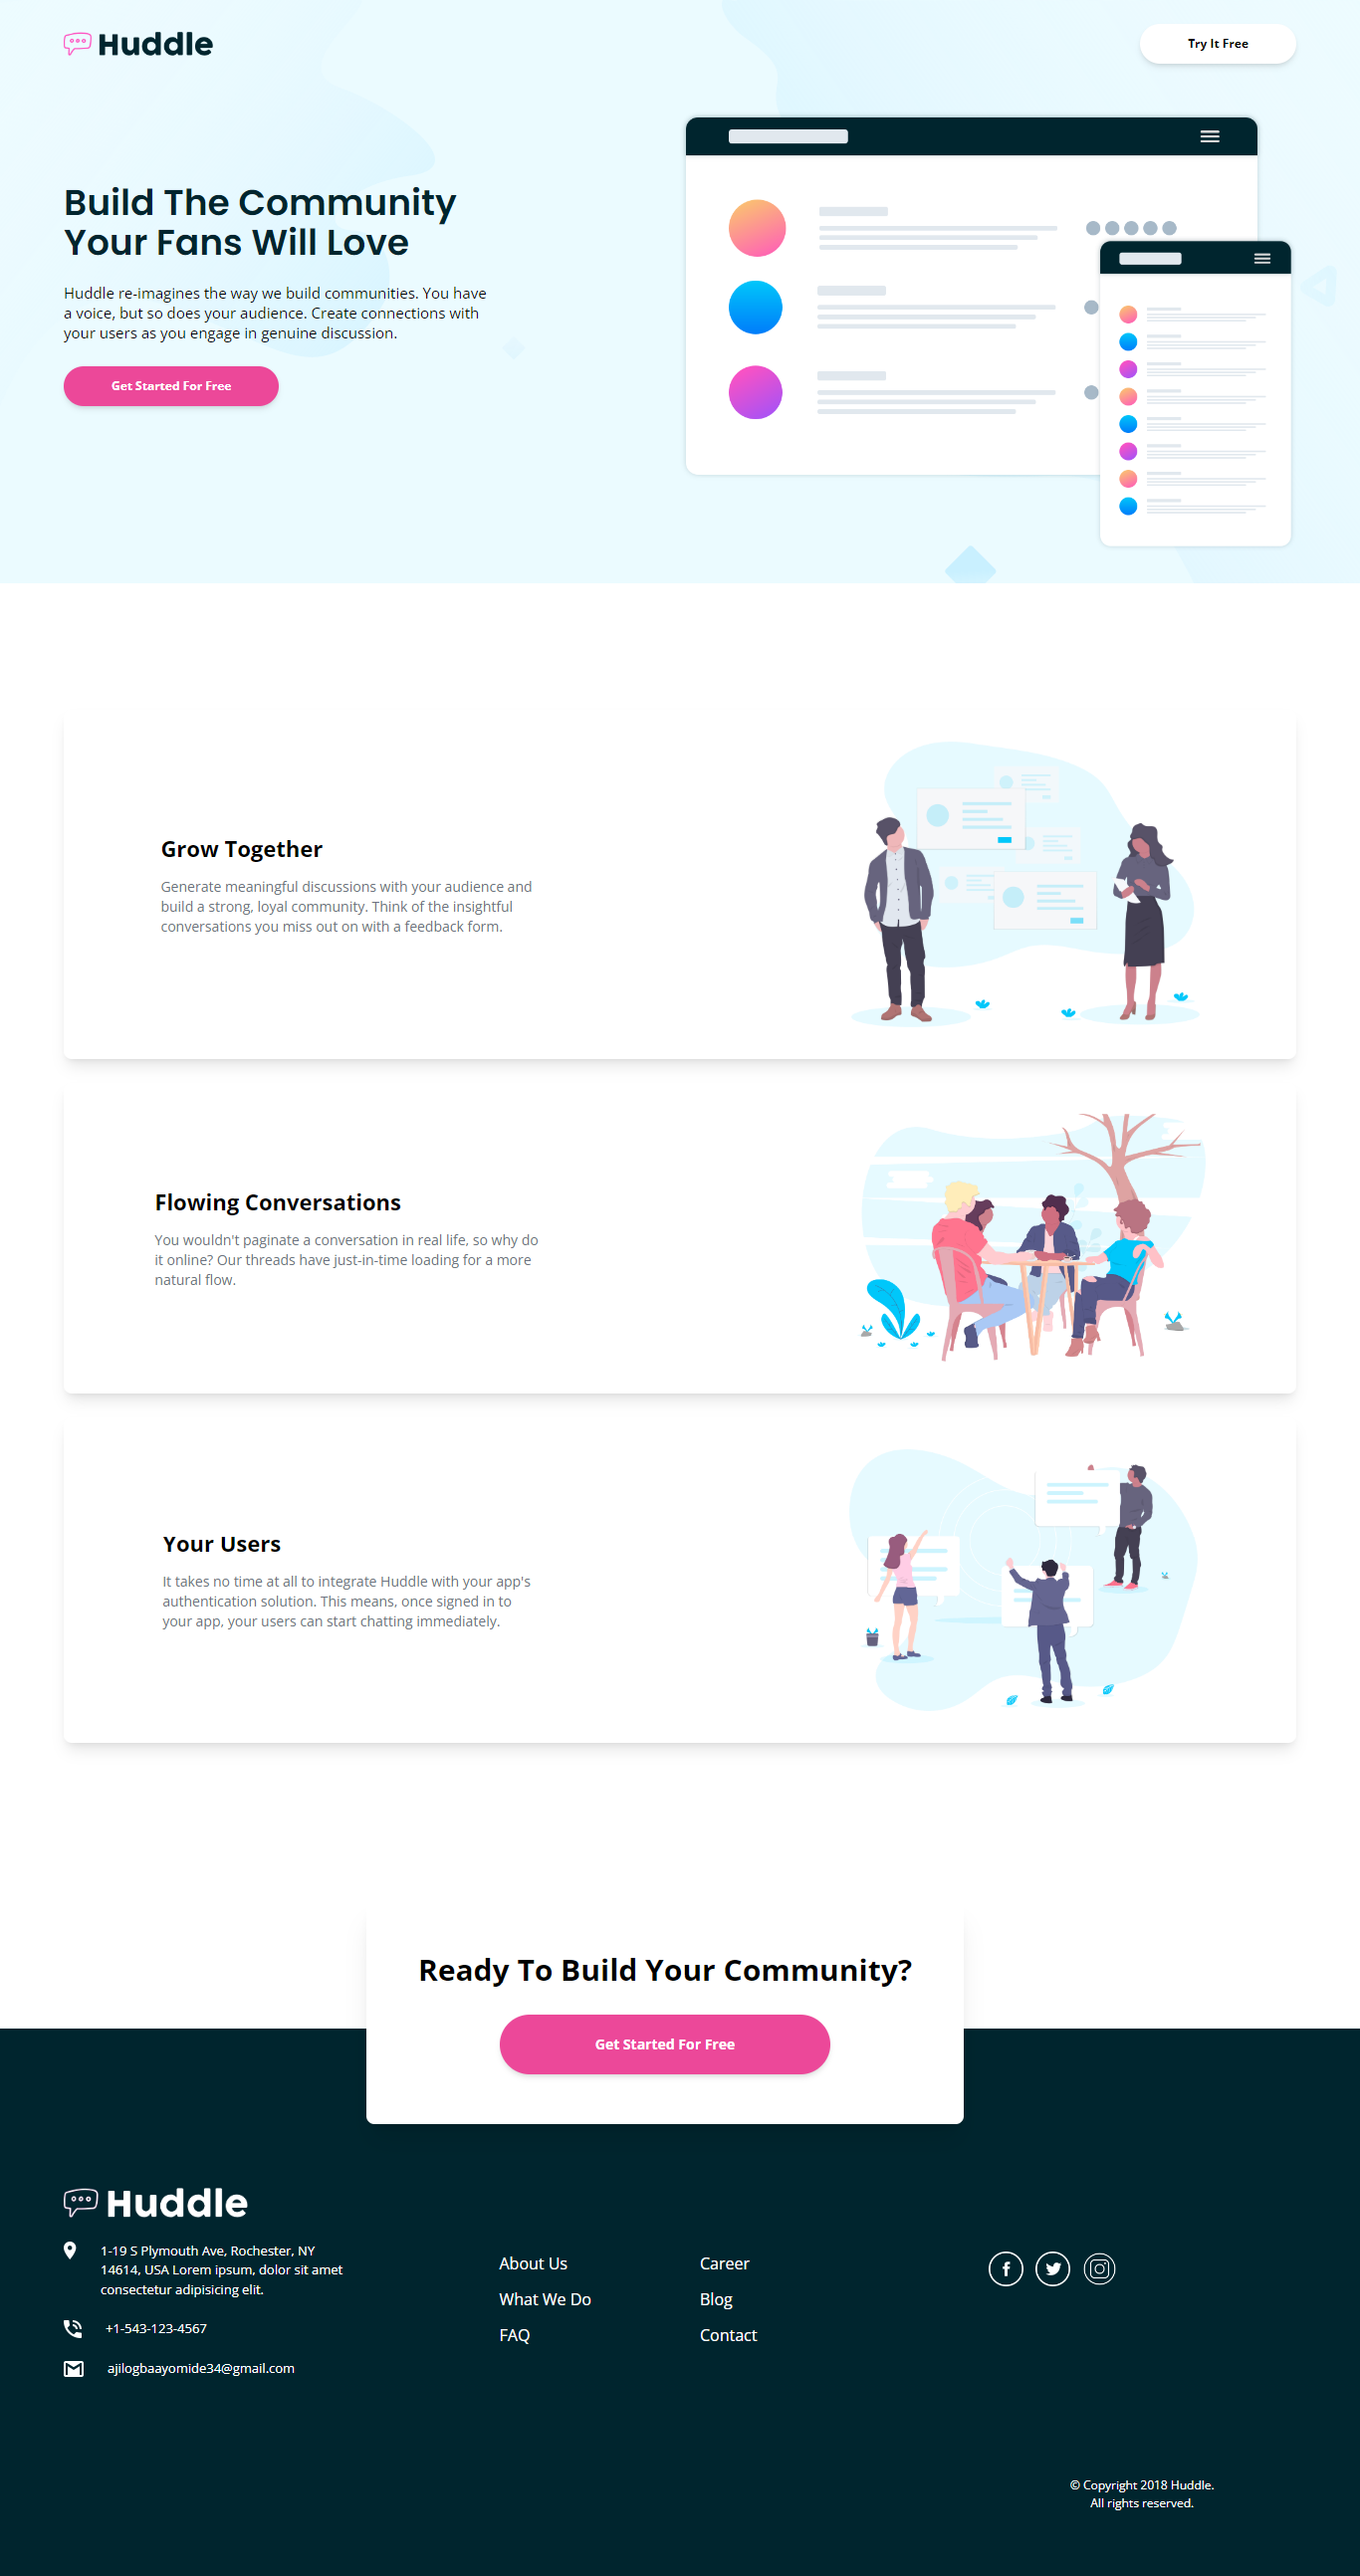 Huddle
Try It Free
Build The Community
Your Fans Will Love
Huddle re-imagines the way we build communities. You have
a voice, but so does your audience. Create connections with
your users as you engage in genuine discussion.
Get Started For Free
Grow Together
Generate meaningful discussions with your audience and
build a strong, loyal community. Think of the insightful
conversations you miss out on with a feedback form.
Flowing Conversations
You wouldn't paginate a conversation in real life, so why do
it online? Our threads have just-in-time loading for a more
natural flow.
Your Users
It takes no time at all to integrate Huddle with your app's
authentication solution. This means, once signed in to
your app, your users can start chatting immediately.
Ready To Build Your Community?
Get Started For Free
Huddle
1-19 S Plymouth Ave, Rochester, NY
14614, USA Lorem ipsum, dolor sit amet
consectetur adipisicing elit.
+1-543-123-4567
ajilogbaayomide34@gmail.com
About Us
What We Do
FAQ
Career
Blog
Contact
© Copyright 2018 Huddle.
All rights reserved.